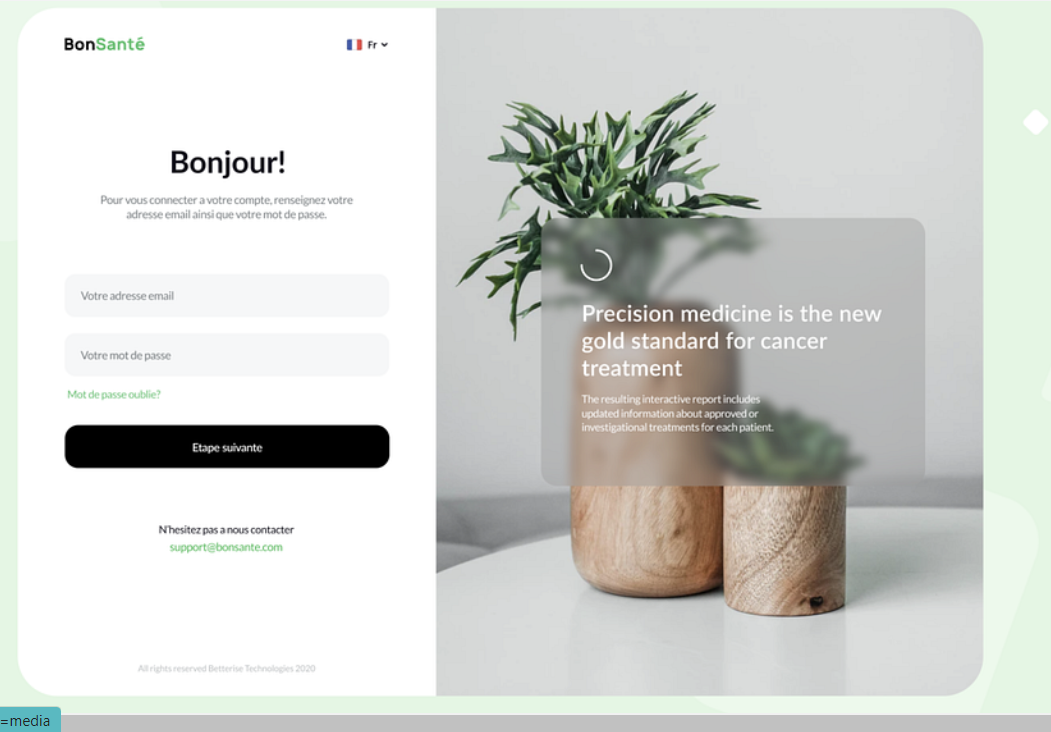 BonSanté
Fr
Bonjour!
Pour vous connecter a votre compte, renseignez votre
adresse email ainsi que votre mot de passe.
Votre adresse email
Votre mot de passe
Mot de passe oublie?
Etape suivante
N'hesitez pas a nous contacter
support@bonsante.com
All rights reserved Betterise Technologies 2020
Precision medicine is the new
gold standard for cancer
treatment
The resulting interactive report includes
updated information about approved or
investigational treatments for each patient.
=media